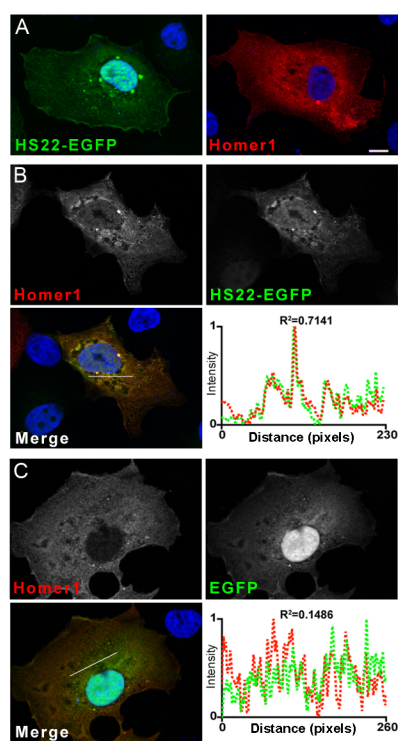 A
HS22-EGFP
Homer1
B
Homer1
HS22-EGFP
Merge
R²=0.7141
1
Intensity
0
0
Distance (pixels)
230
C
Homer1
EGFP
Merge
R²=0.1486
1
Intensity
0
0
Distance (pixels)
260